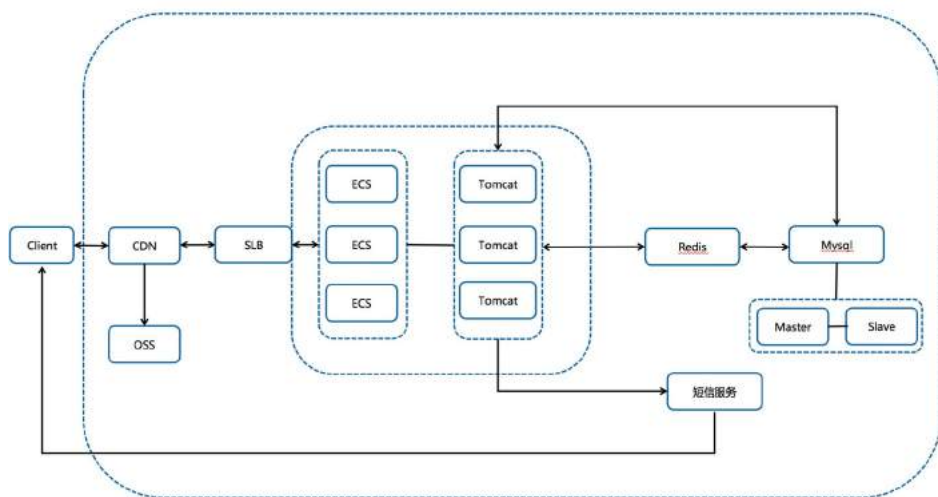 ECS
Tomcat
Client
CDN
SLB
ECS
Tomcat
Redis
Mysql
ECS
Tomcat
OSS
Master
Slave
短信服务